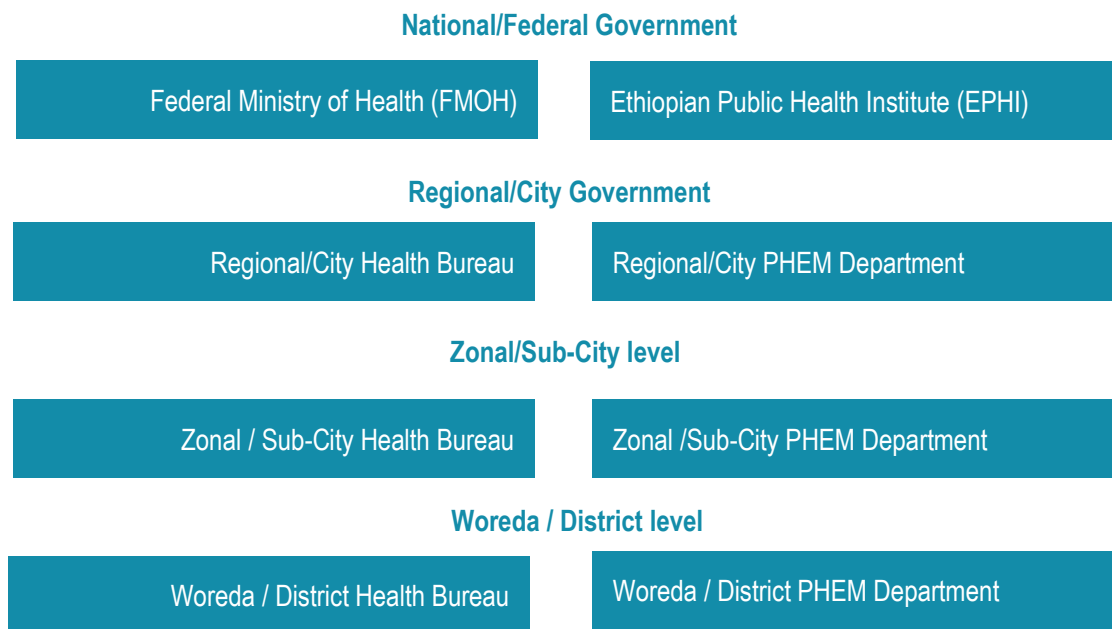 National/Federal Government
Federal Ministry of Health (FMOH)
Ethiopian Public Health Institute (EPHI)
Regional/City Government
Regional/City Health Bureau
Regional/City PHEM Department
Zonal/Sub-City level
Zonal / Sub-City Health Bureau
Zonal /Sub-City PHEM Department
Woreda / District level
Woreda / District Health Bureau
Woreda / District PHEM Department